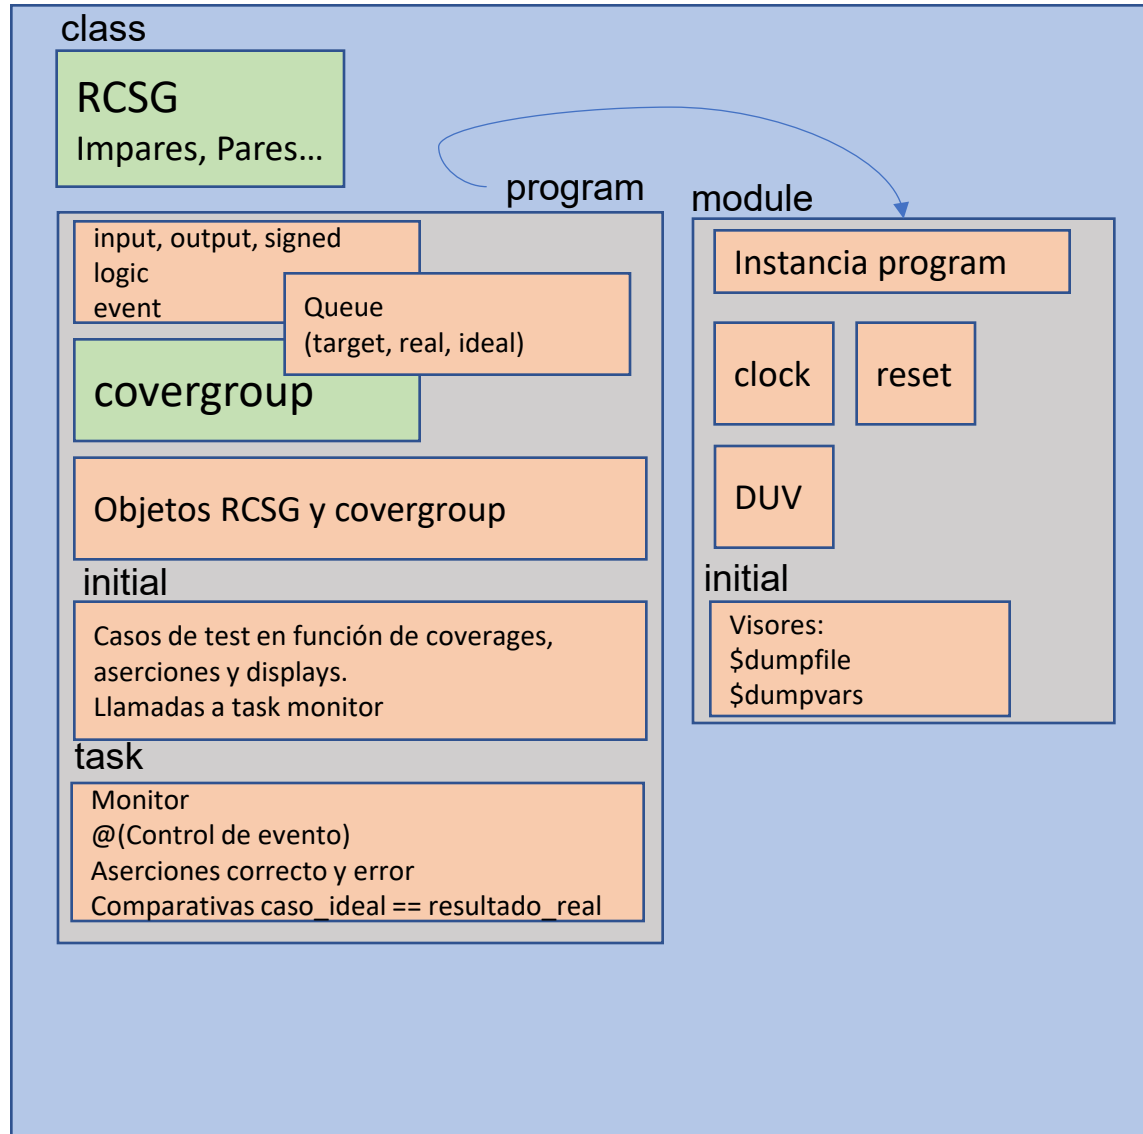 class
RCSG
Impares, Pares…
program
input, output, signed
logic
event
Queue
(target, real, ideal)
covergroup
Objetos RCSG y covergroup
initial
Casos de test en función de coverages,
aserciones y displays.
Llamadas a task monitor
task
Monitor
@(Control de evento)
Aserciones correcto y error
Comparativas caso_ideal == resultado_real
module
Instancia program
clock
reset
DUV
initial
Visores:
$dumpfile
$dumpvars